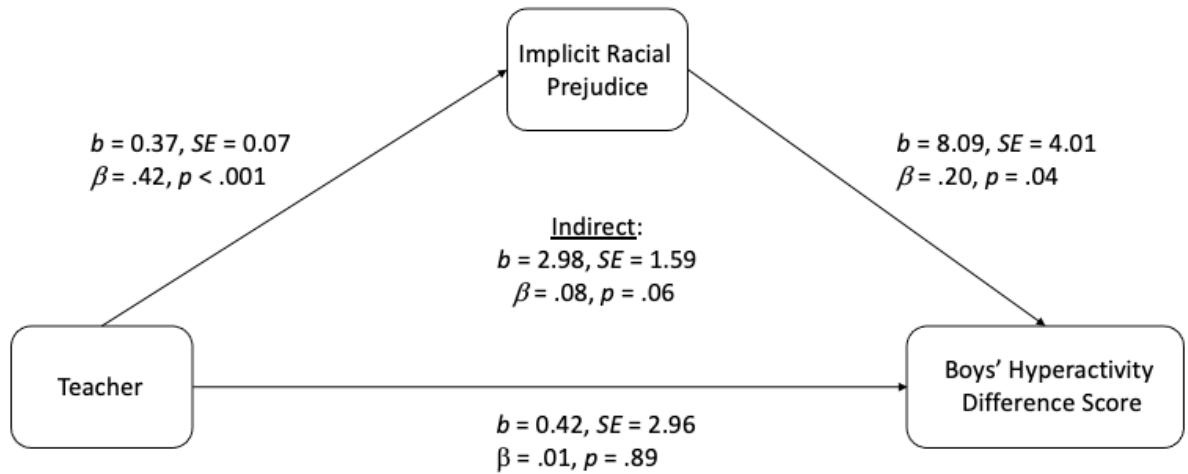 Implicit Racial
Prejudice
b = 0.37, SE = 0.07
β = .42, p < .001
b = 8.09, SE = 4.01
β = .20, p = .04
Indirect:
b = 2.98, SE = 1.59
β = .08, p = .06
Teacher
Boys’ Hyperactivity
Difference Score
b = 0.42, SE = 2.96
β = .01, p = .89